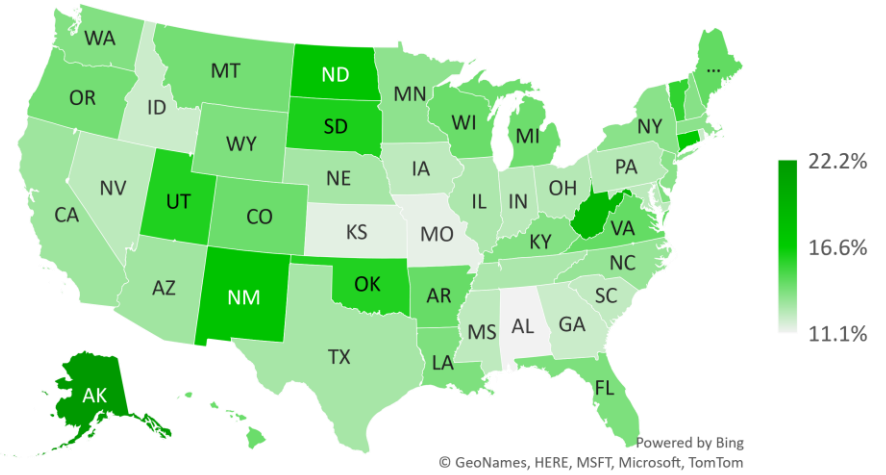 WA
MT
ND
MN
OR
ID
SD
WI
MI
...
NY
WY
NE
IA
PA
NV
UT
CO
IL
IN
OH
CA
KS
MO
KY
VA
AZ
NM
OK
AR
NC
SC
TX
MS
AL
GA
LA
FL
AK
22.2%
16.6%
11.1%
Powered by Bing
© GeoNames, HERE, MSFT, Microsoft, TomTom